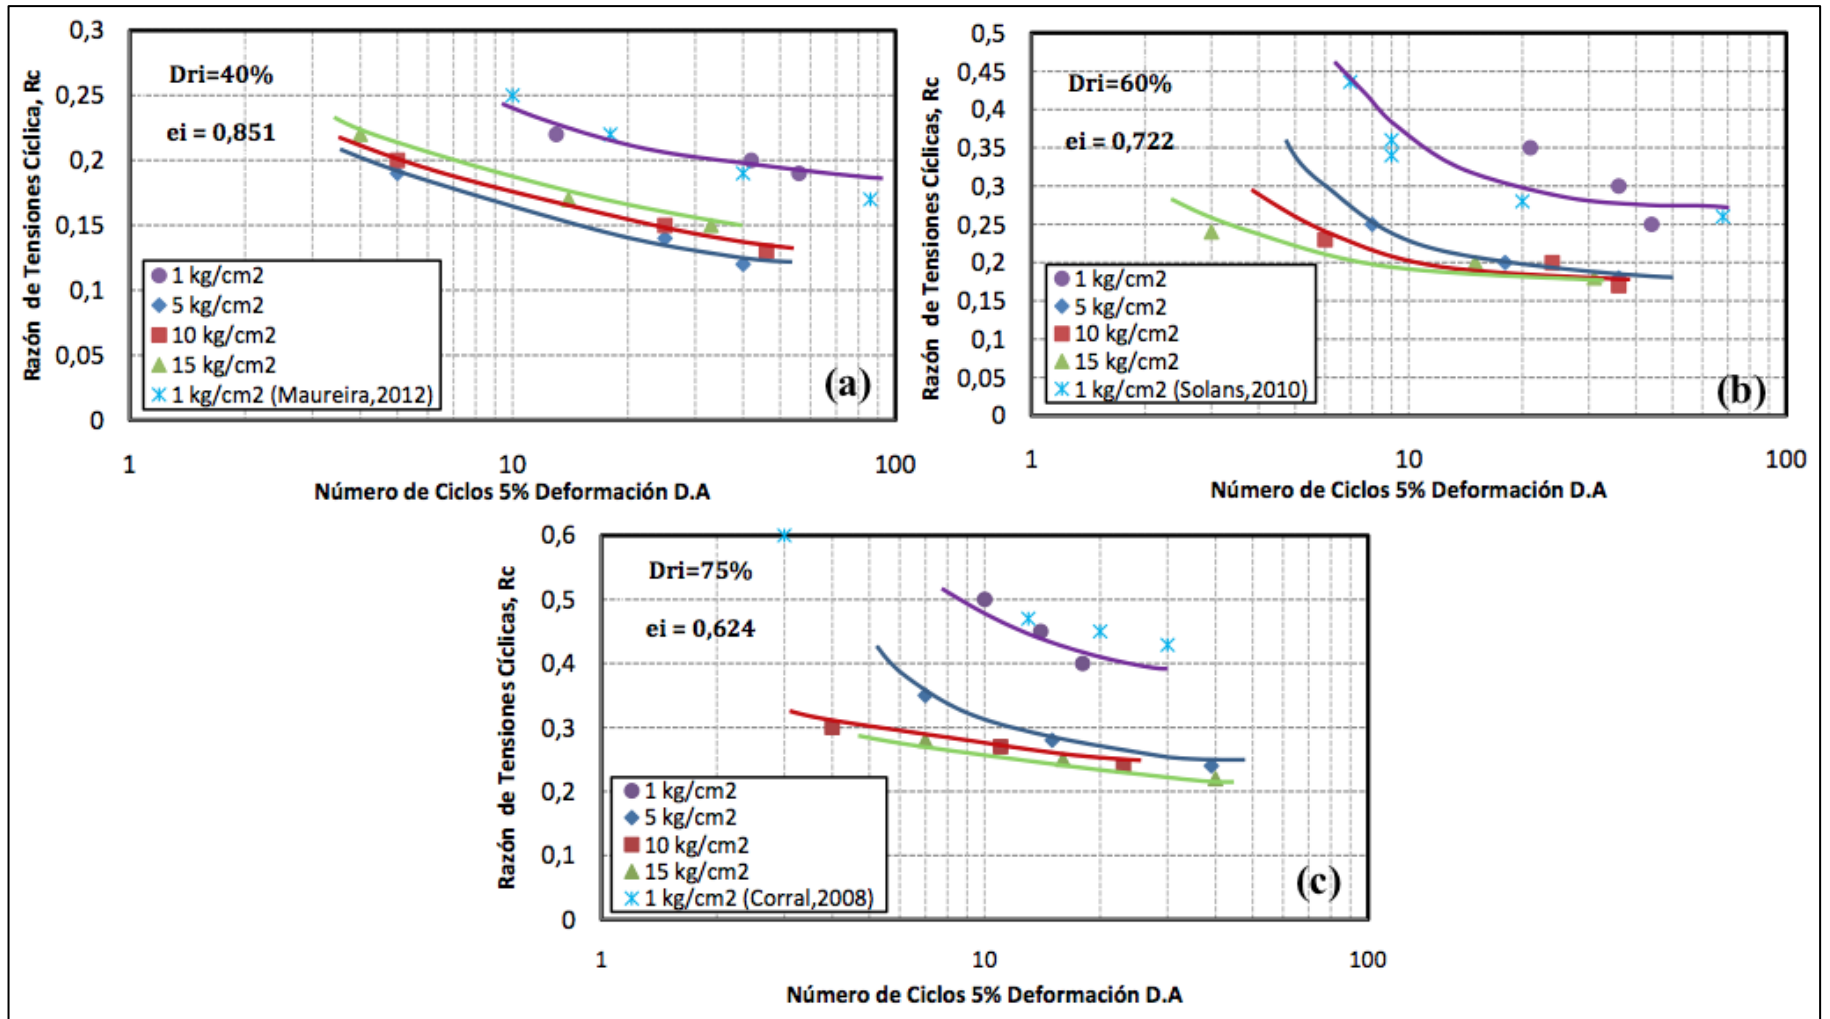 Razón de Tensiones Cíclica, Rc
0,3
0,25
0,2
0,15
0,1
0,05
0
Dri=40%
ei = 0,851
1 kg/cm2
5 kg/cm2
10 kg/cm2
15 kg/cm2
1 kg/cm2 (Maureira,2012)
(a)
1 10 100
Número de Ciclos 5% Deformación D.A
Razón de Tensiones Cíclicas, Rc
0,5
0,45
0,4
0,35
0,3
0,25
0,2
0,15
0,1
0,05
0
Dri=60%
ei = 0,722
1 kg/cm2
5 kg/cm2
10 kg/cm2
15 kg/cm2
1 kg/cm2 (Solans,2010)
(b)
1 10 100
Número de Ciclos 5% Deformación D.A
Razón de Tensiones Cíclicas, Rc
0,6
0,5
0,4
0,3
0,2
0,1
0
Dri=75%
ei = 0,624
1 kg/cm2
5 kg/cm2
10 kg/cm2
15 kg/cm2
1 kg/cm2 (Corral,2008)
(c)
1 10 100
Número de Ciclos 5% Deformación D.A